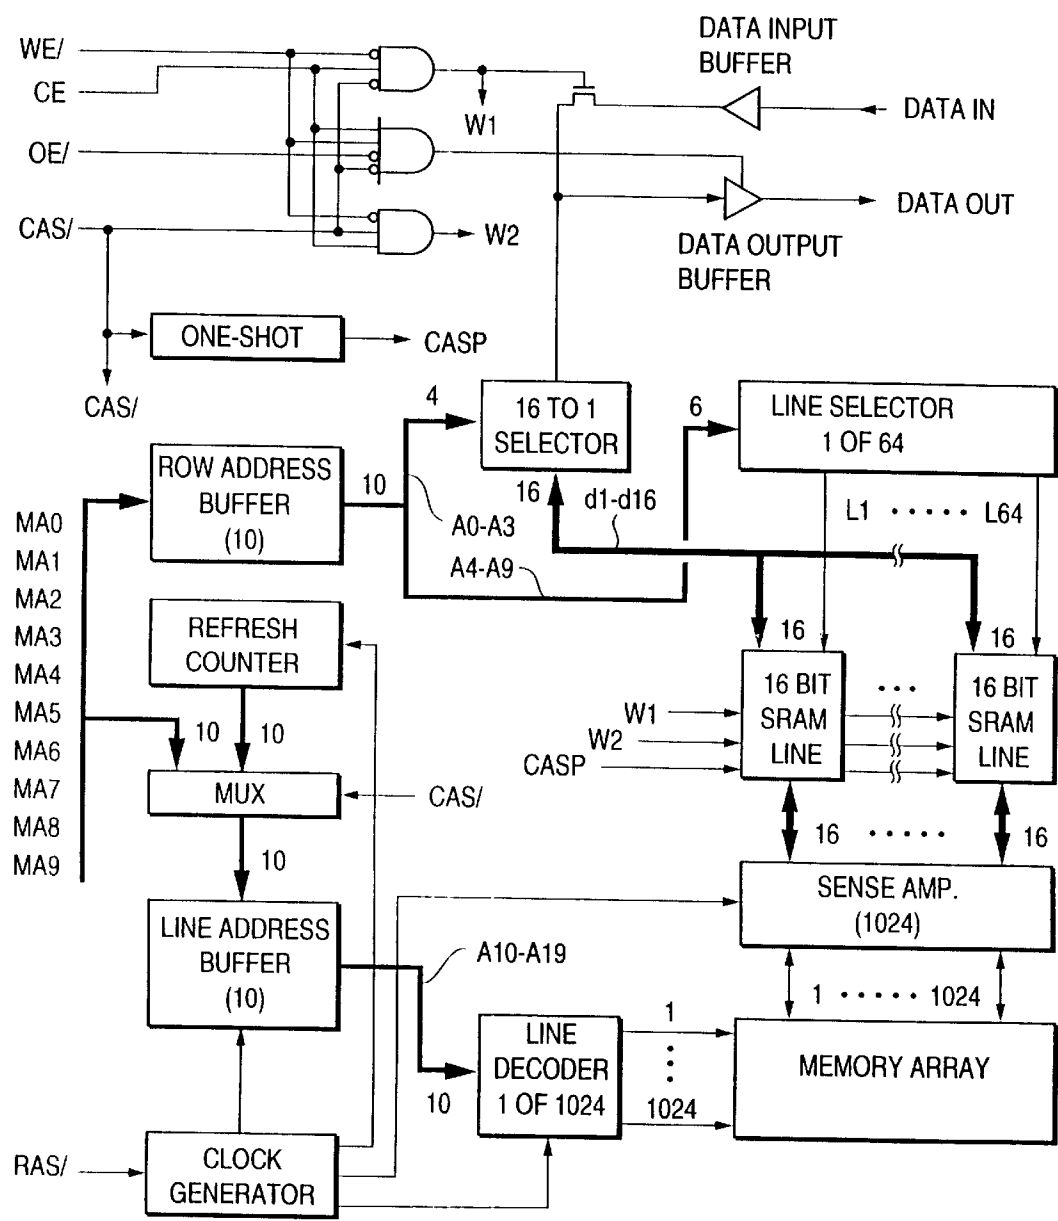 WE/
CE
OE/
CAS/
W1
W2
DATA INPUT
BUFFER
DATA IN
DATA OUT
DATA OUTPUT
BUFFER
ONE-SHOT
CASP
CAS/
4
16 TO 1
SELECTOR
6
LINE SELECTOR
1 OF 64
ROW ADDRESS
BUFFER
(10)
10
16
d1-d16
L1
L64
A0-A3
A4-A9
MA0
MA1
MA2
MA3
MA4
MA5
MA6
MA7
MA8
MA9
REFRESH
COUNTER
10
10
MUX
CAS/
10
16
16
16 BIT
SRAM
LINE
16 BIT
SRAM
LINE
W1
W2
CASP
16
16
SENSE AMP.
(1024)
LINE ADDRESS
BUFFER
(10)
A10-A19
1
1024
10
LINE
DECODER
1 OF 1024
1
1024
MEMORY ARRAY
RAS/
CLOCK
GENERATOR